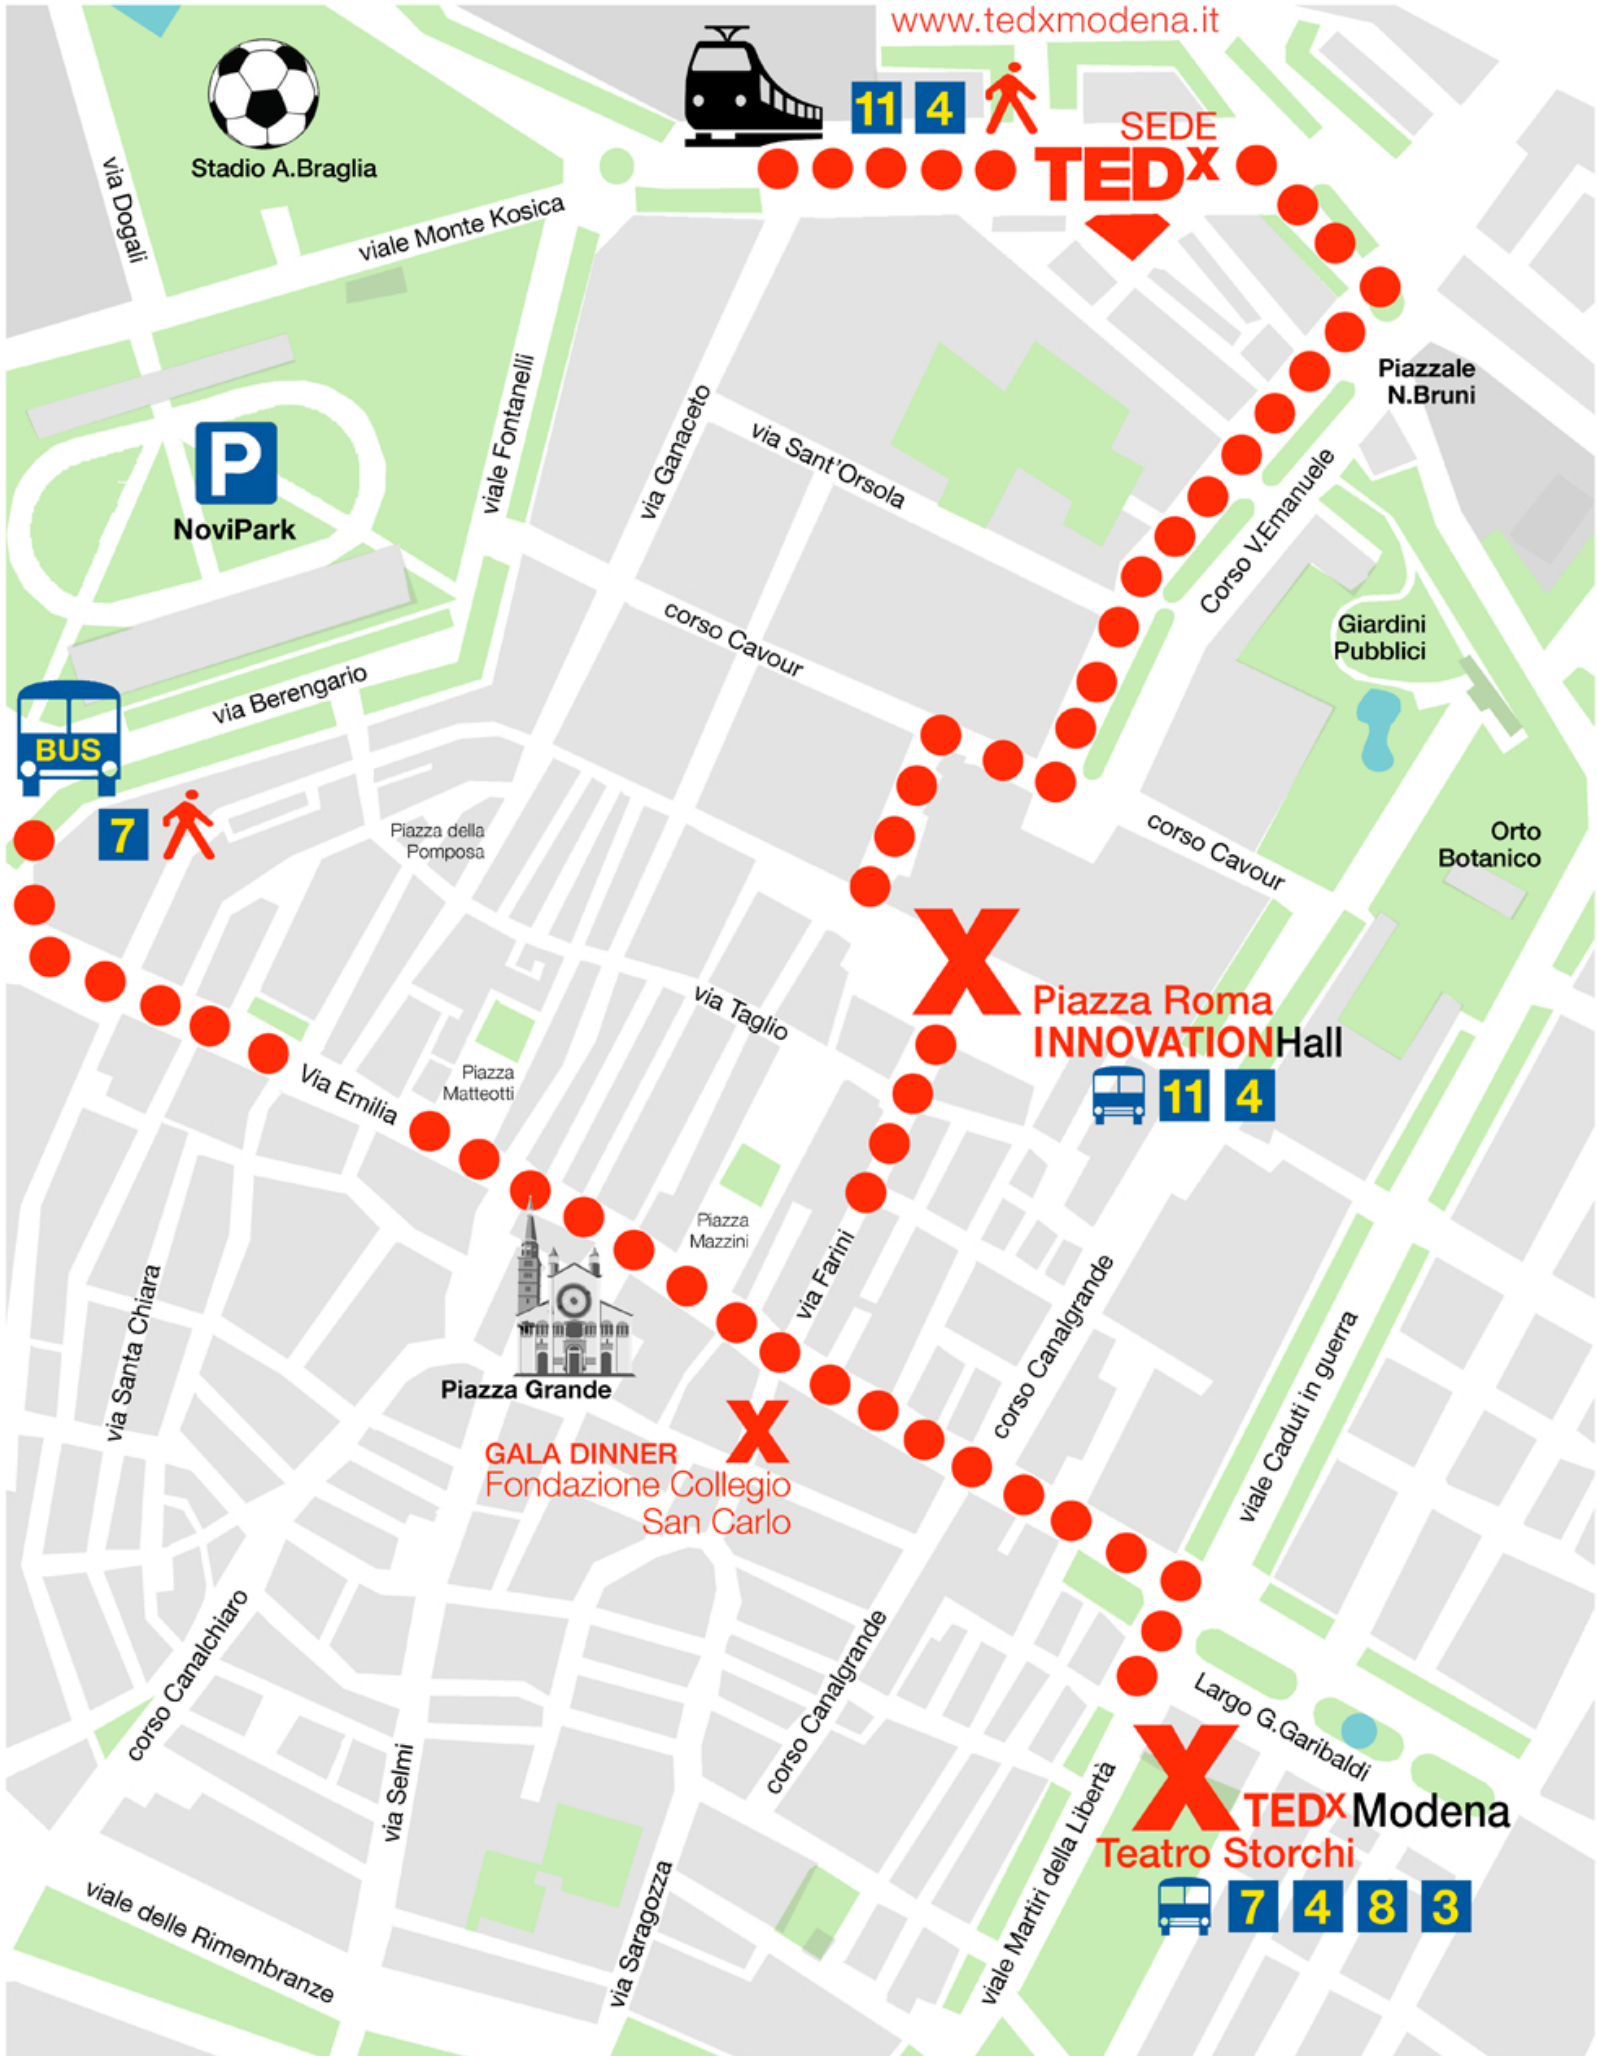 www.tedxmodena.it
11 4
SEDE
TEDX
Stadio A.Braglia
via Dogali
viale Monte Kosica
Piazzale
N.Bruni
viale Fontanelli
via Ganaceto
via Sant'Orsola
P
NoviPark
Corso V.Emanuele
corso Cavour
Giardini
Pubblici
via Berengario
BUS
7
Piazza della
Pomposa
corso Cavour
Orto
Botanico
via Taglio
Piazza Roma
INNOVATIONHall
11 4
Via Emilia
Piazza
Matteotti
Piazza
Mazzini
via Farini
via Santa Chiara
corso Canalgrande
viale Caduti in guerra
Piazza Grande
X
GALA DINNER
Fondazione Collegio
San Carlo
corso Canalchiaro
corso Canalgrande
Largo G.Garibaldi
via Selmi
viale Martiri della Libertà
X
TEDXModena
Teatro Storchi
7 4 8 3
via Saragozza
viale delle Rimembranze
X